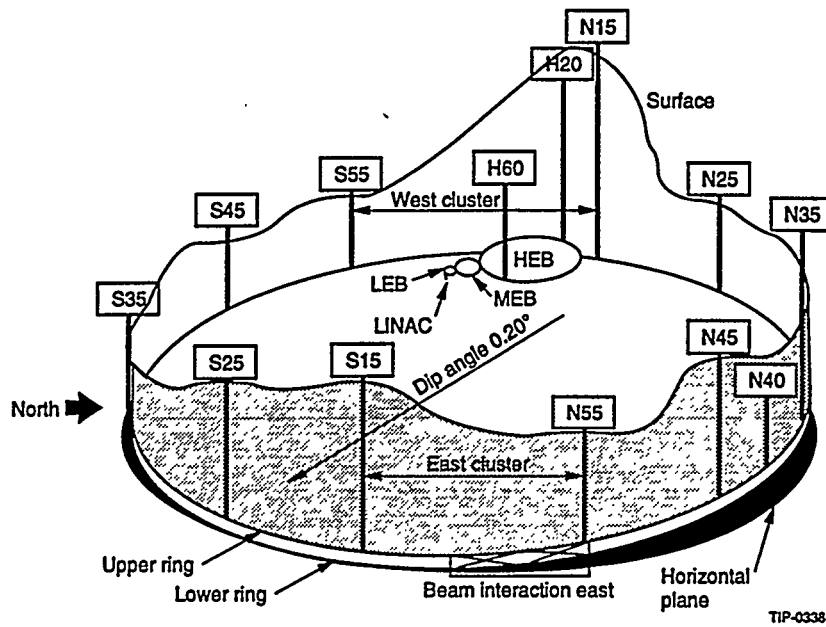 N15
H20
Surface
S55
H60
N25
S45
West cluster
N35
HEB
LEB
MEB
S35
LINAC
Dip angle 0.20°
S25
S15
N45
N40
North
N55
East cluster
Upper ring
Lower ring
Beam interaction east
Horizontal
plane
TIP-0338